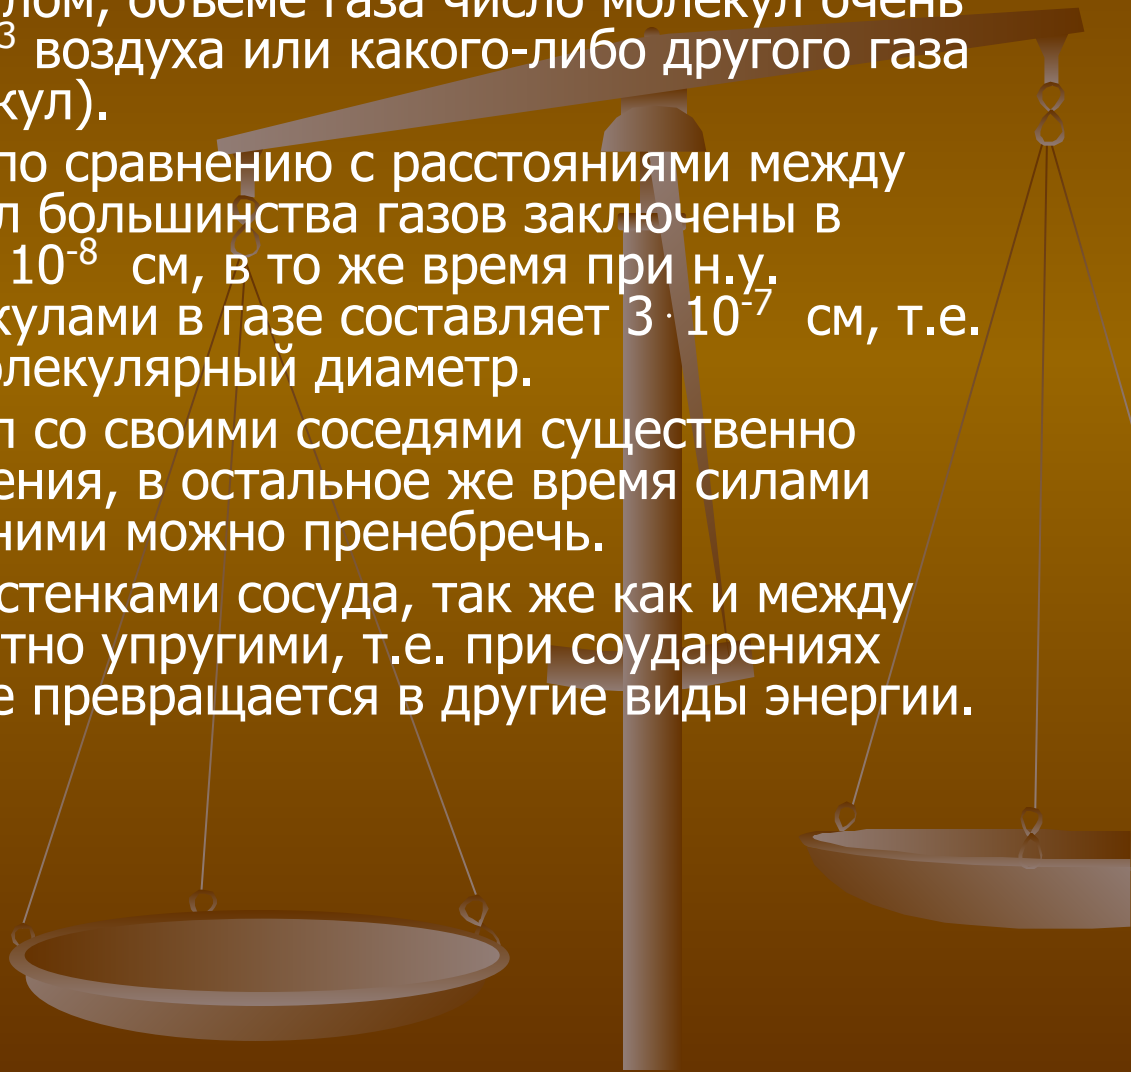 лом, объеме газа число молекул очень
³ воздуха или какого-либо другого газа
кул).
по сравнению с расстояниями между
л большинства газов заключены в
10⁻⁸ см, в то же время при н.у.
кулами в газе составляет 3·10⁻⁷ см, т.е.
олекулярный диаметр.
л со своими соседями существенно
ения, в остальное же время силами
ними можно пренебречь.
стенками сосуда, так же как и между
тно упругими, т.е. при соударениях
е превращается в другие виды энергии.